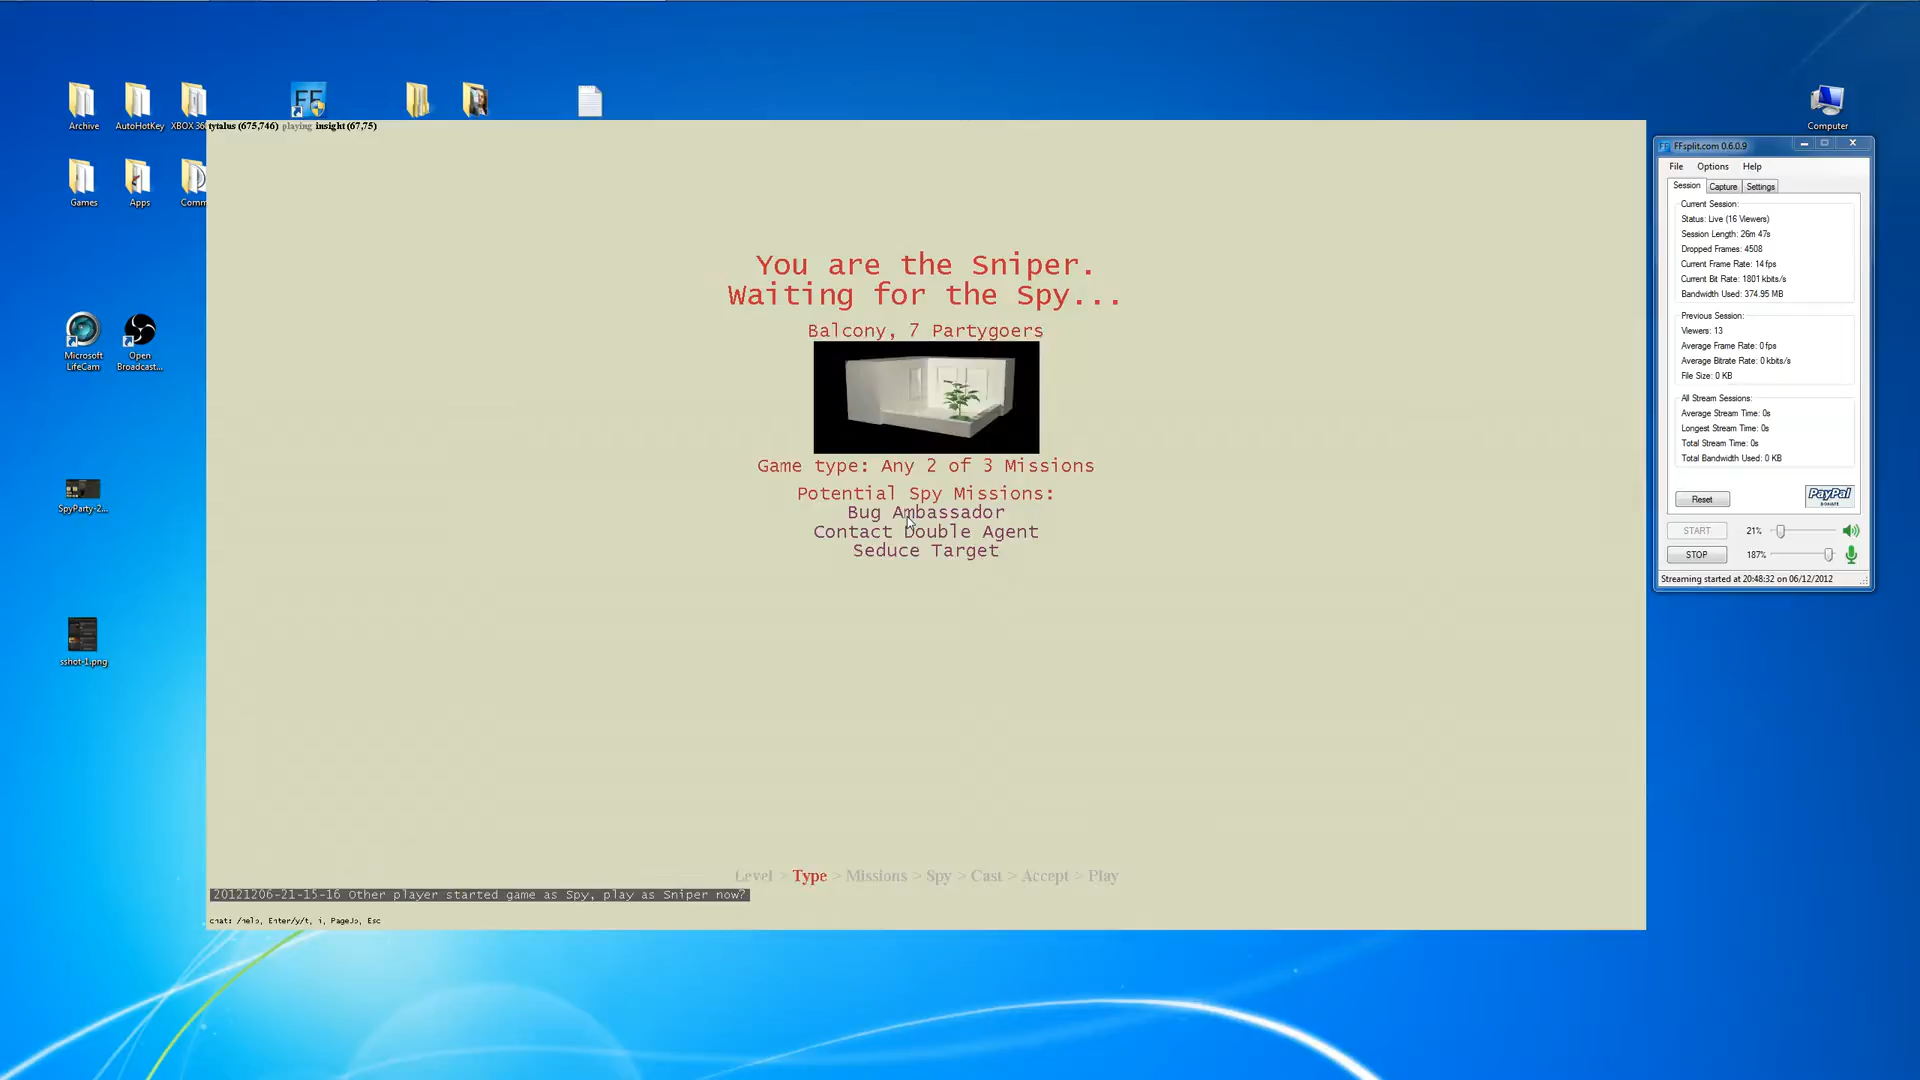 Archive
AutoHotKey
XBOX 36
Computer
tytalus (675,746) playing insight (67,75)
Games
Apps
Comm
Microsoft LifeCam
Open Broadcast...
SpyParty-2...
sshot-1.png
You are the Sniper.
Waiting for the Spy...
Balcony, 7 Partygoers
Game type: Any 2 of 3 Missions
Potential Spy Missions:
Bug Ambassador
Contact Double Agent
Seduce Target
Level > Type > Missions > Spy > Cast > Accept > Play
20121206-21-15-16 Other player started game as Spy, play as Sniper now?
chat: /help, Enter/y/t, i, PageUp, Esc
FFsplit.com 0.6.0.9
File Options Help
Session Capture Settings
Current Session:
Status: Live (16 Viewers)
Session Length: 26m 47s
Dropped Frames: 4508
Current Frame Rate: 14 fps
Current Bit Rate: 1801 kbits/s
Bandwidth Used: 374.95 MB
Previous Session:
Viewers: 13
Average Frame Rate: 0 fps
Average Bitrate Rate: 0 kbits/s
File Size: 0 KB
All Stream Sessions:
Average Stream Time: 0s
Longest Stream Time: 0s
Total Stream Time: 0s
Total Bandwidth Used: 0 KB
Reset
PayPal
DONATE
START 21%
STOP 187%
Streaming started at 20:48:32 on 06/12/2012